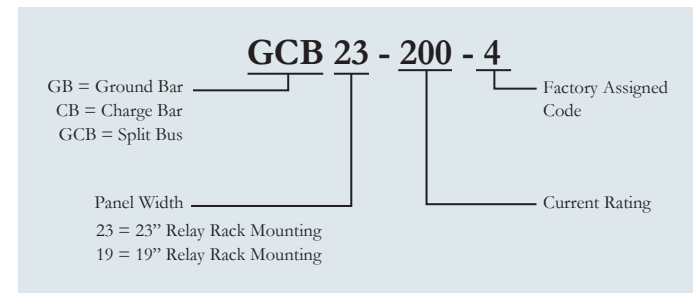 GCB 23 - 200 - 4
GB = Ground Bar
CB = Charge Bar
GCB = Split Bus
Factory Assigned
Code
Panel Width
23 = 23” Relay Rack Mounting
19 = 19” Relay Rack Mounting
Current Rating